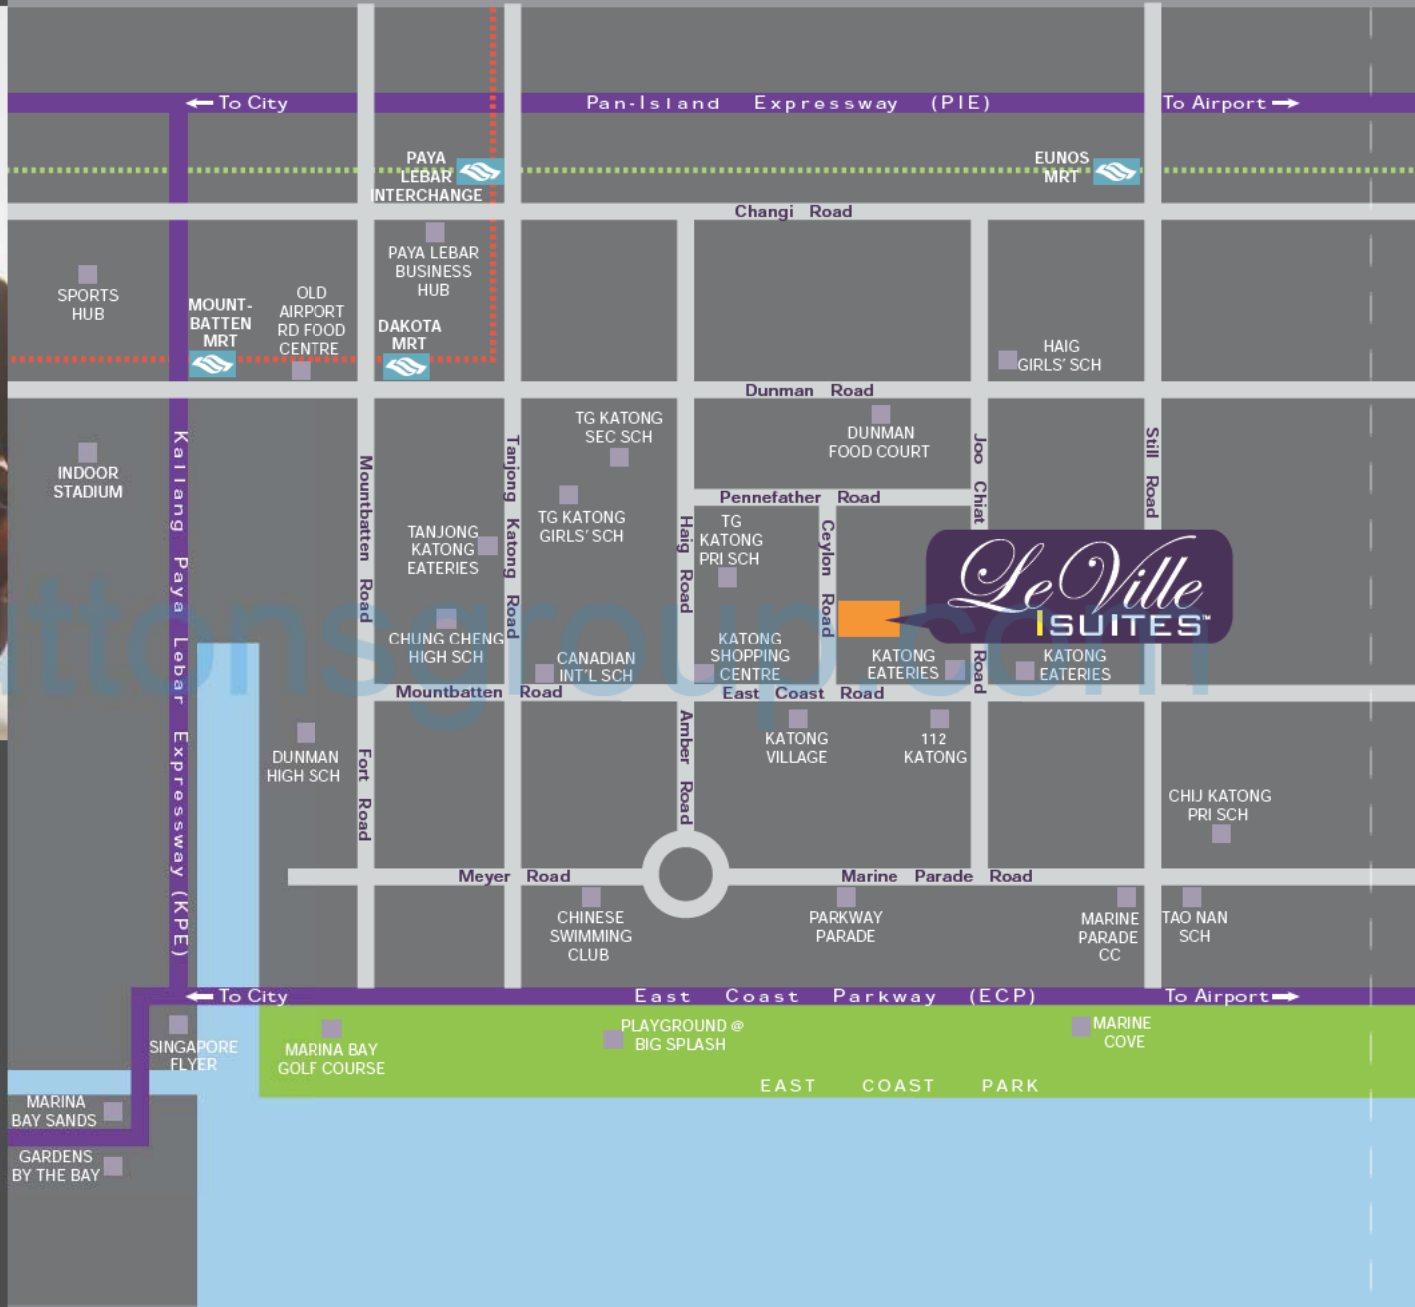 ← To City
Pan-Island Expressway (PIE)
To Airport →
PAYA
LEBAR
INTERCHANGE
EUNOS
MRT
Changi Road
PAYA LEBAR
BUSINESS
HUB
SPORTS
HUB
MOUNT-
BATTEN
MRT
OLD
AIRPORT
RD FOOD
CENTRE
DAKOTA
MRT
HAIG
GIRLS' SCH
Dunman Road
TG KATONG
SEC SCH
DUNMAN
FOOD COURT
INDOOR
STADIUM
Kallang Paya Lebar Expressway (KPE)
Mountbatten Road
Tanjong Katong Road
Joo Chiat Road
Still Road
Pennefather Road
TG KATONG
GIRLS' SCH
TANJONG
KATONG
EATERIES
Haig Road
TG
KATONG
PRI SCH
Ceylon Road
Le Ville
iSUITES™
uttonsgroup.com
CHUNG CHENG
HIGH SCH
CANADIAN
INT'L SCH
KATONG
SHOPPING
CENTRE
KATONG
EATERIES
KATONG
EATERIES
Mountbatten Road
East Coast Road
DUNMAN
HIGH SCH
Fort Road
Amber Road
KATONG
VILLAGE
112
KATONG
CHIJ KATONG
PRI SCH
Meyer Road
Marine Parade Road
CHINESE
SWIMMING
CLUB
PARKWAY
PARADE
MARINE
PARADE
CC
TAO NAN
SCH
← To City
East Coast Parkway (ECP)
To Airport →
SINGAPORE
FLYER
MARINA BAY
GOLF COURSE
PLAYGROUND @
BIG SPLASH
MARINE
COVE
EAST COAST PARK
MARINA
BAY SANDS
GARDENS
BY THE BAY